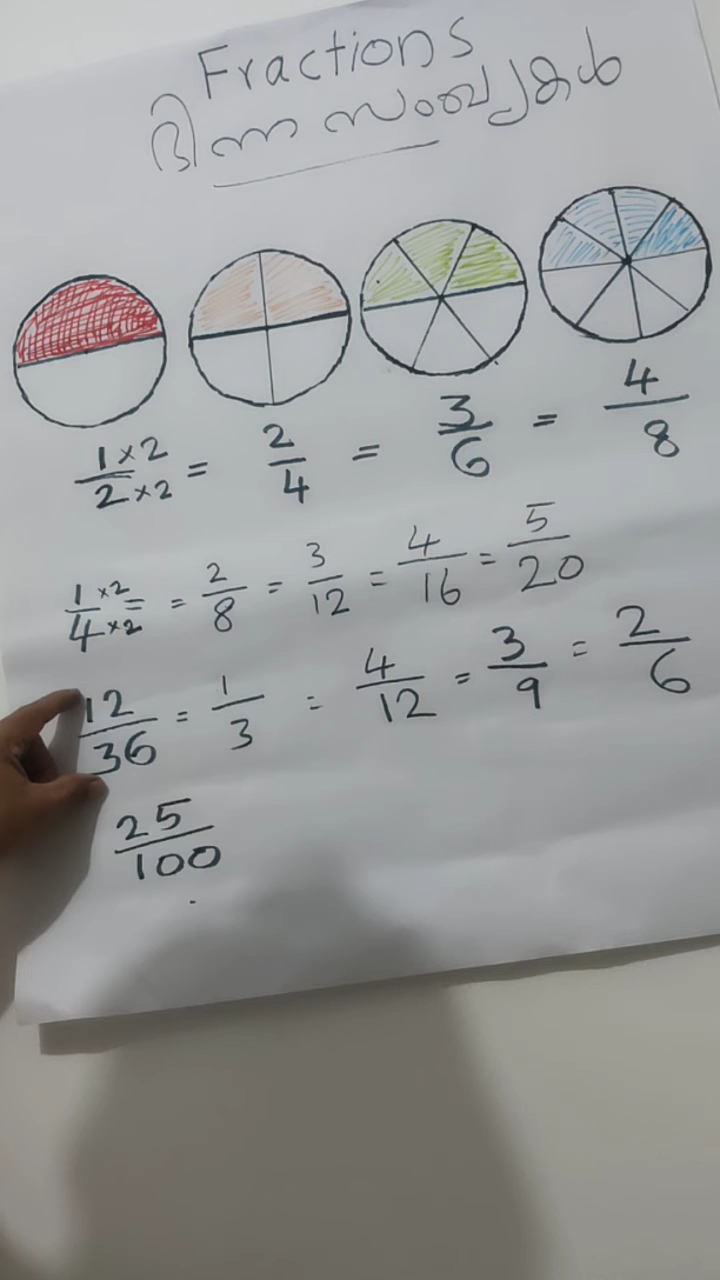 Fractions
ഭിന്ന സംഖ്യകൾ
1×2/2×2 = 2/4 = 3/6 = 4/8
1×2/4×2 = = 2/8 = 3/12 = 4/16 = 5/20
12/36 = 1/3 = 4/12 = 3/9 = 2/6
25/100